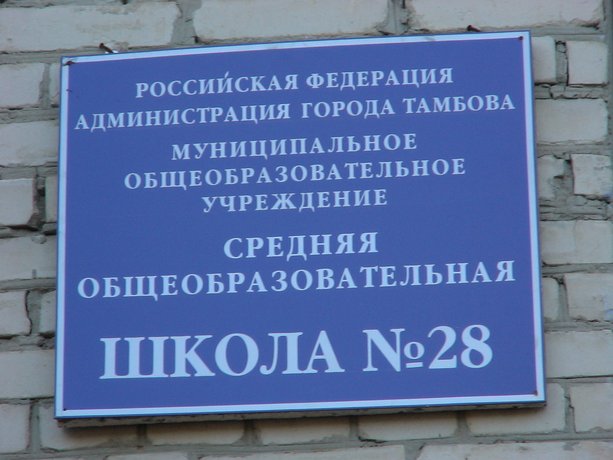 РОССИЙСКАЯ ФЕДЕРАЦИЯ
АДМИНИСТРАЦИЯ ГОРОДА ТАМБОВА
МУНИЦИПАЛЬНОЕ
ОБЩЕОБРАЗОВАТЕЛЬНОЕ
УЧРЕЖДЕНИЕ
СРЕДНЯЯ
ОБЩЕОБРАЗОВАТЕЛЬНАЯ
ШКОЛА №28